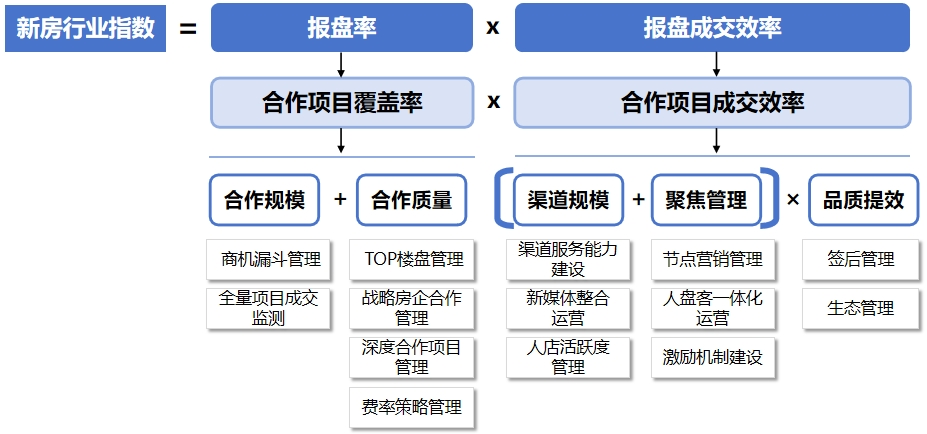 新房行业指数 = 报盘率 x 报盘成交效率
合作项目覆盖率 x 合作项目成交效率
合作规模 + 合作质量 [ 渠道规模 + 聚焦管理 ] × 品质提效
商机漏斗管理
全量项目成交
监测
TOP楼盘管理
战略房企合作
管理
深度合作项目
管理
费率策略管理
渠道服务能力
建设
新媒体整合
运营
人店活跃度
管理
节点营销管理
人盘客一体化
运营
激励机制建设
签后管理
生态管理